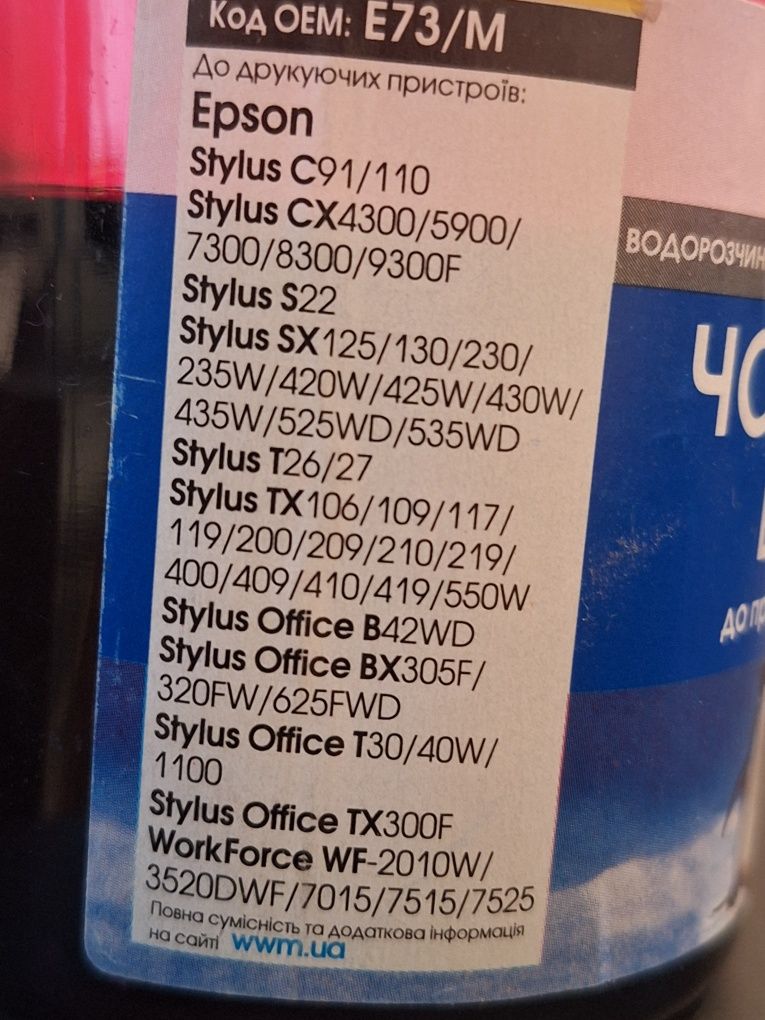 Код OEM: E73/M
До друкуючих пристроїв:
Epson
Stylus C91/110
Stylus CX4300/5900/
7300/8300/9300F
Stylus S22
Stylus SX125/130/230/
235W/420W/425W/430W/
435W/525WD/535WD
Stylus T26/27
Stylus TX106/109/117/
119/200/209/210/219/
400/409/410/419/550W
Stylus Office B42WD
Stylus Office BX305F/
320FW/625FWD
Stylus Office T30/40W/
1100
Stylus Office TX300F
WorkForce WF-2010W/
3520DWF/7015/7515/7525
Повна сумісність та додаткова інформація
на сайті wwm.ua